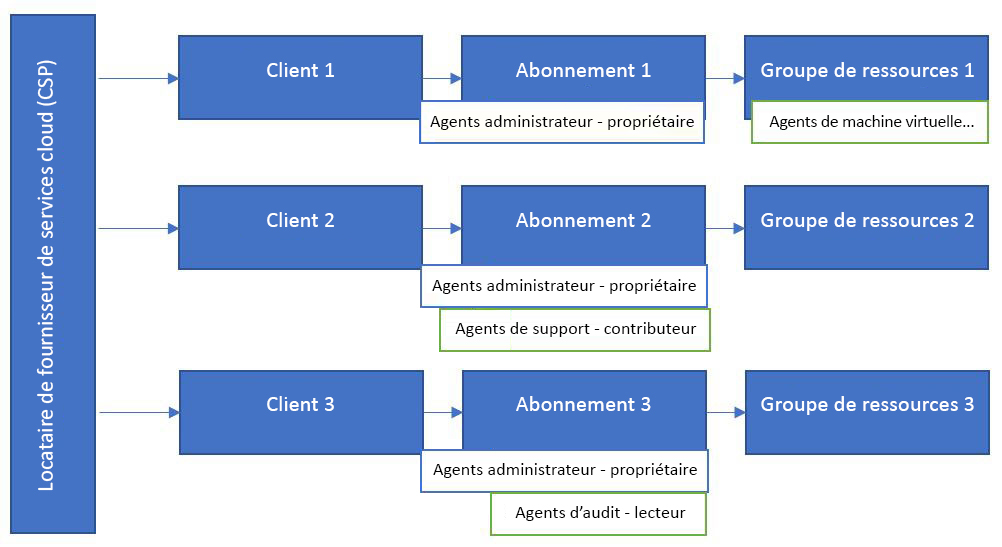 Locataire de fournisseur de services cloud (CSP)
Client 1
Abonnement 1
Groupe de ressources 1
Agents administrateur - propriétaire
Agents de machine virtuelle...
Client 2
Abonnement 2
Groupe de ressources 2
Agents administrateur - propriétaire
Agents de support - contributeur
Client 3
Abonnement 3
Groupe de ressources 3
Agents administrateur - propriétaire
Agents d’audit - lecteur